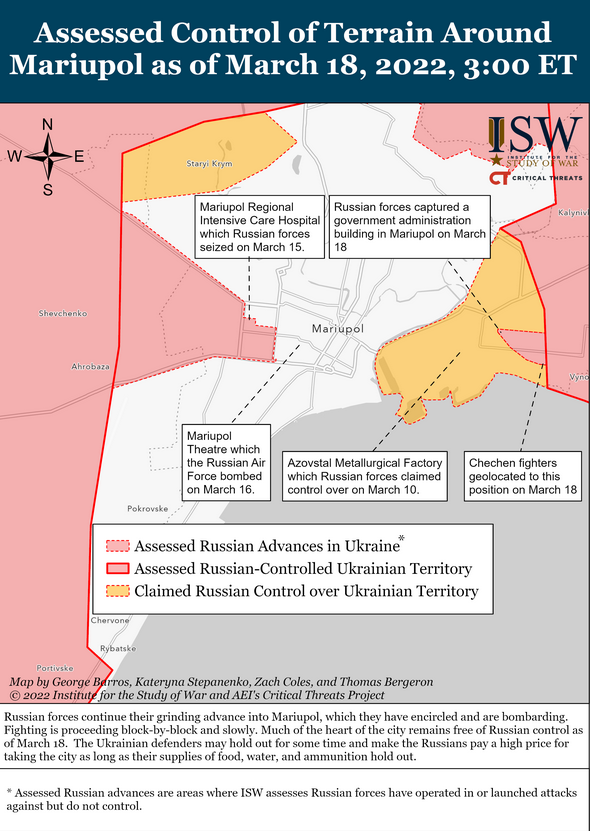 Assessed Control of Terrain Around
Mariupol as of March 18, 2022, 3:00 ET
N
W
E
S
ISW
INSTITUTE FOR THE
STUDY OF WAR
CT CRITICAL THREATS
Staryi Krym
Mariupol Regional
Intensive Care Hospital
which Russian forces
seized on March 15.
Russian forces captured a
government administration
building in Mariupol on March
18
Kalyniv
Shevchenko
Mariupol
Ahrobaza
Vyno
Mariupol
Theatre which
the Russian Air
Force bombed
on March 16.
Azovstal Metallurgical Factory
which Russian forces claimed
control over on March 10.
Chechen fighters
geolocated to this
position on March 18
Pokrovske
Assessed Russian Advances in Ukraine*
Assessed Russian-Controlled Ukrainian Territory
Claimed Russian Control over Ukrainian Territory
Chervone
Rybatske
Portivske
Map by George Barros, Kateryna Stepanenko, Zach Coles, and Thomas Bergeron
© 2022 Institute for the Study of War and AEI's Critical Threats Project
Russian forces continue their grinding advance into Mariupol, which they have encircled and are bombarding.
Fighting is proceeding block-by-block and slowly. Much of the heart of the city remains free of Russian control as
of March 18. The Ukrainian defenders may hold out for some time and make the Russians pay a high price for
taking the city as long as their supplies of food, water, and ammunition hold out.
* Assessed Russian advances are areas where ISW assesses Russian forces have operated in or launched attacks
against but do not control.